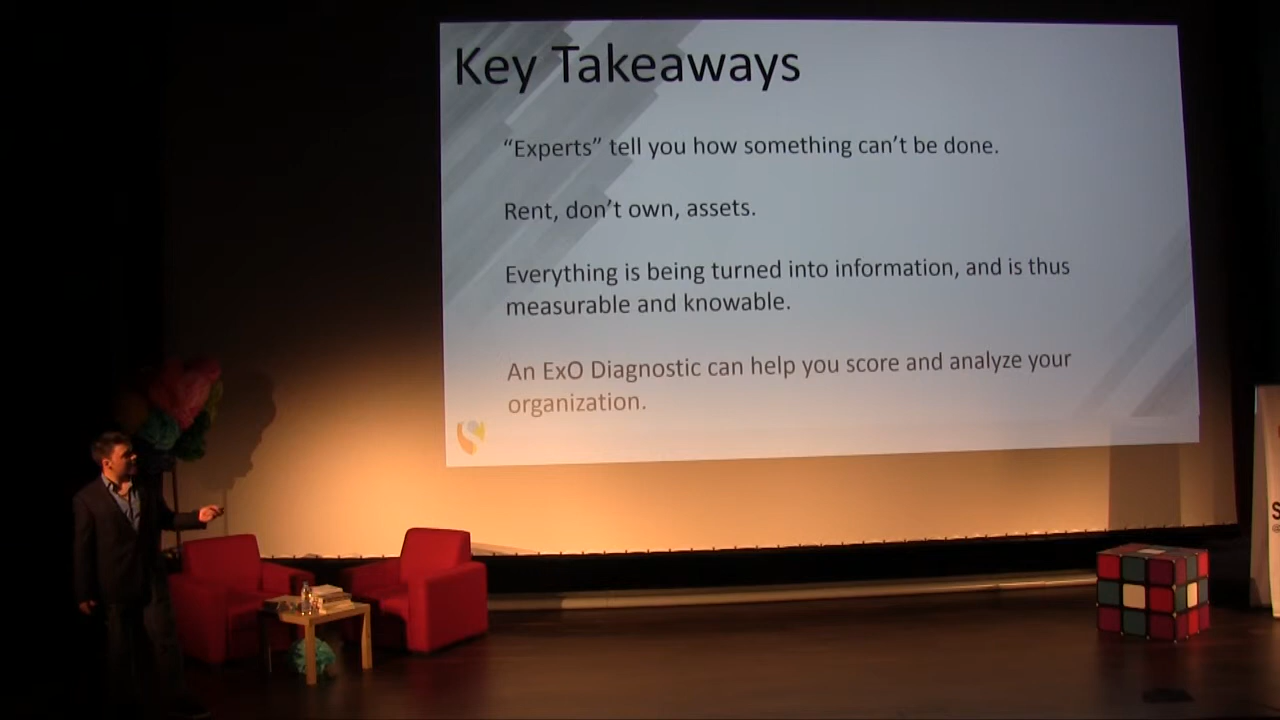 Key Takeaways
“Experts” tell you how something can’t be done.
Rent, don’t own, assets.
Everything is being turned into information, and is thus
measurable and knowable.
An ExO Diagnostic can help you score and analyze your
organization.
S